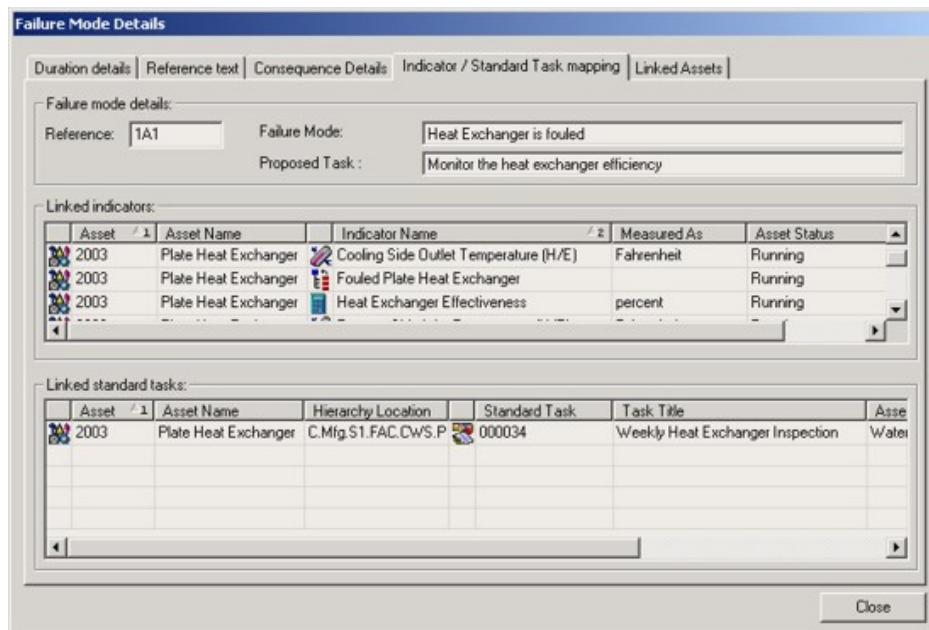 Failure Mode Details
Duration details Reference text Consequence Details Indicator / Standard Task mapping Linked Assets
Failure mode details:
Reference: 1A1 Failure Mode: Heat Exchanger is fouled
Proposed Task : Monitor the heat exchanger efficiency
Linked indicators:
Asset 1 Asset Name Indicator Name 2 Measured As Asset Status
2003 Plate Heat Exchanger Cooling Side Outlet Temperature (H/E) Fahrenheit Running
2003 Plate Heat Exchanger Fouled Plate Heat Exchanger Running
2003 Plate Heat Exchanger Heat Exchanger Effectiveness percent Running
Linked standard tasks:
Asset 1 Asset Name Hierarchy Location Standard Task Task Title Asse
2003 Plate Heat Exchanger C.Mfg.S1.FAC.CWS.P 000034 Weekly Heat Exchanger Inspection Water
Close